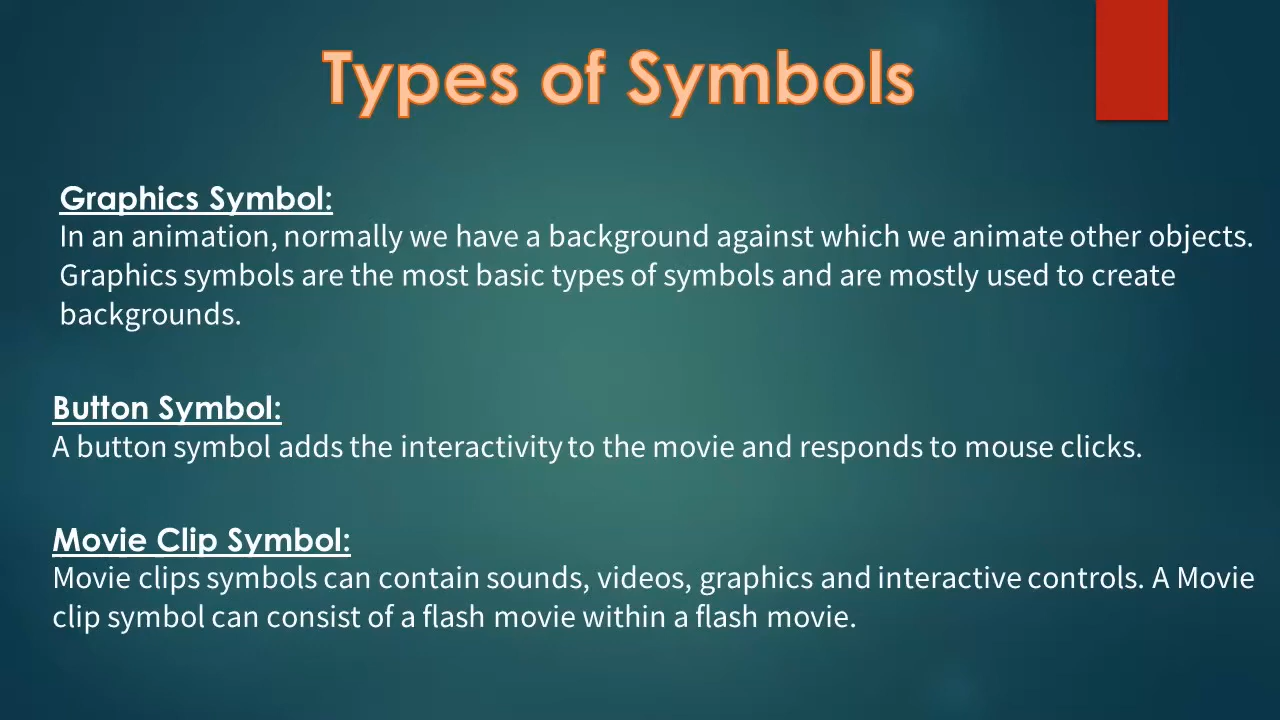 Types of Symbols
Graphics Symbol:
In an animation, normally we have a background against which we animate other objects.
Graphics symbols are the most basic types of symbols and are mostly used to create
backgrounds.
Button Symbol:
A button symbol adds the interactivity to the movie and responds to mouse clicks.
Movie Clip Symbol:
Movie clips symbols can contain sounds, videos, graphics and interactive controls. A Movie
clip symbol can consist of a flash movie within a flash movie.